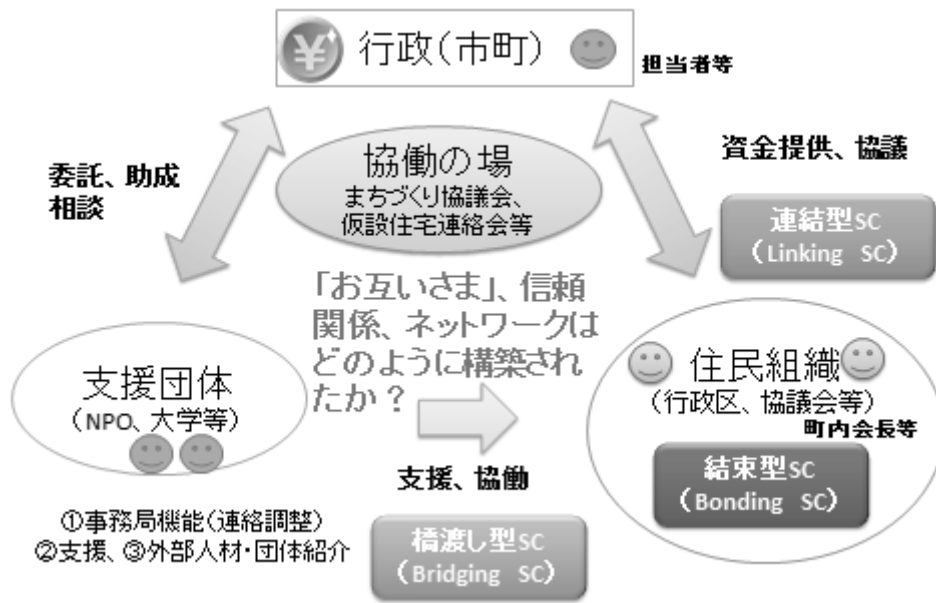 ¥ 行政(市町)
担当者等
委託、助成
相談
協働の場
まちづくり協議会、
仮設住宅連絡会等
資金提供、協議
連結型SC
(Linking SC)
「お互いさま」、信頼
関係、ネットワークは
どのように構築され
たか?
支援団体
(NPO、大学等)
住民組織
(行政区、協議会等)
町内会長等
結束型SC
(Bonding SC)
支援、協働
①事務局機能(連絡調整)
②支援、③外部人材・団体紹介
橋渡し型SC
(Bridging SC)